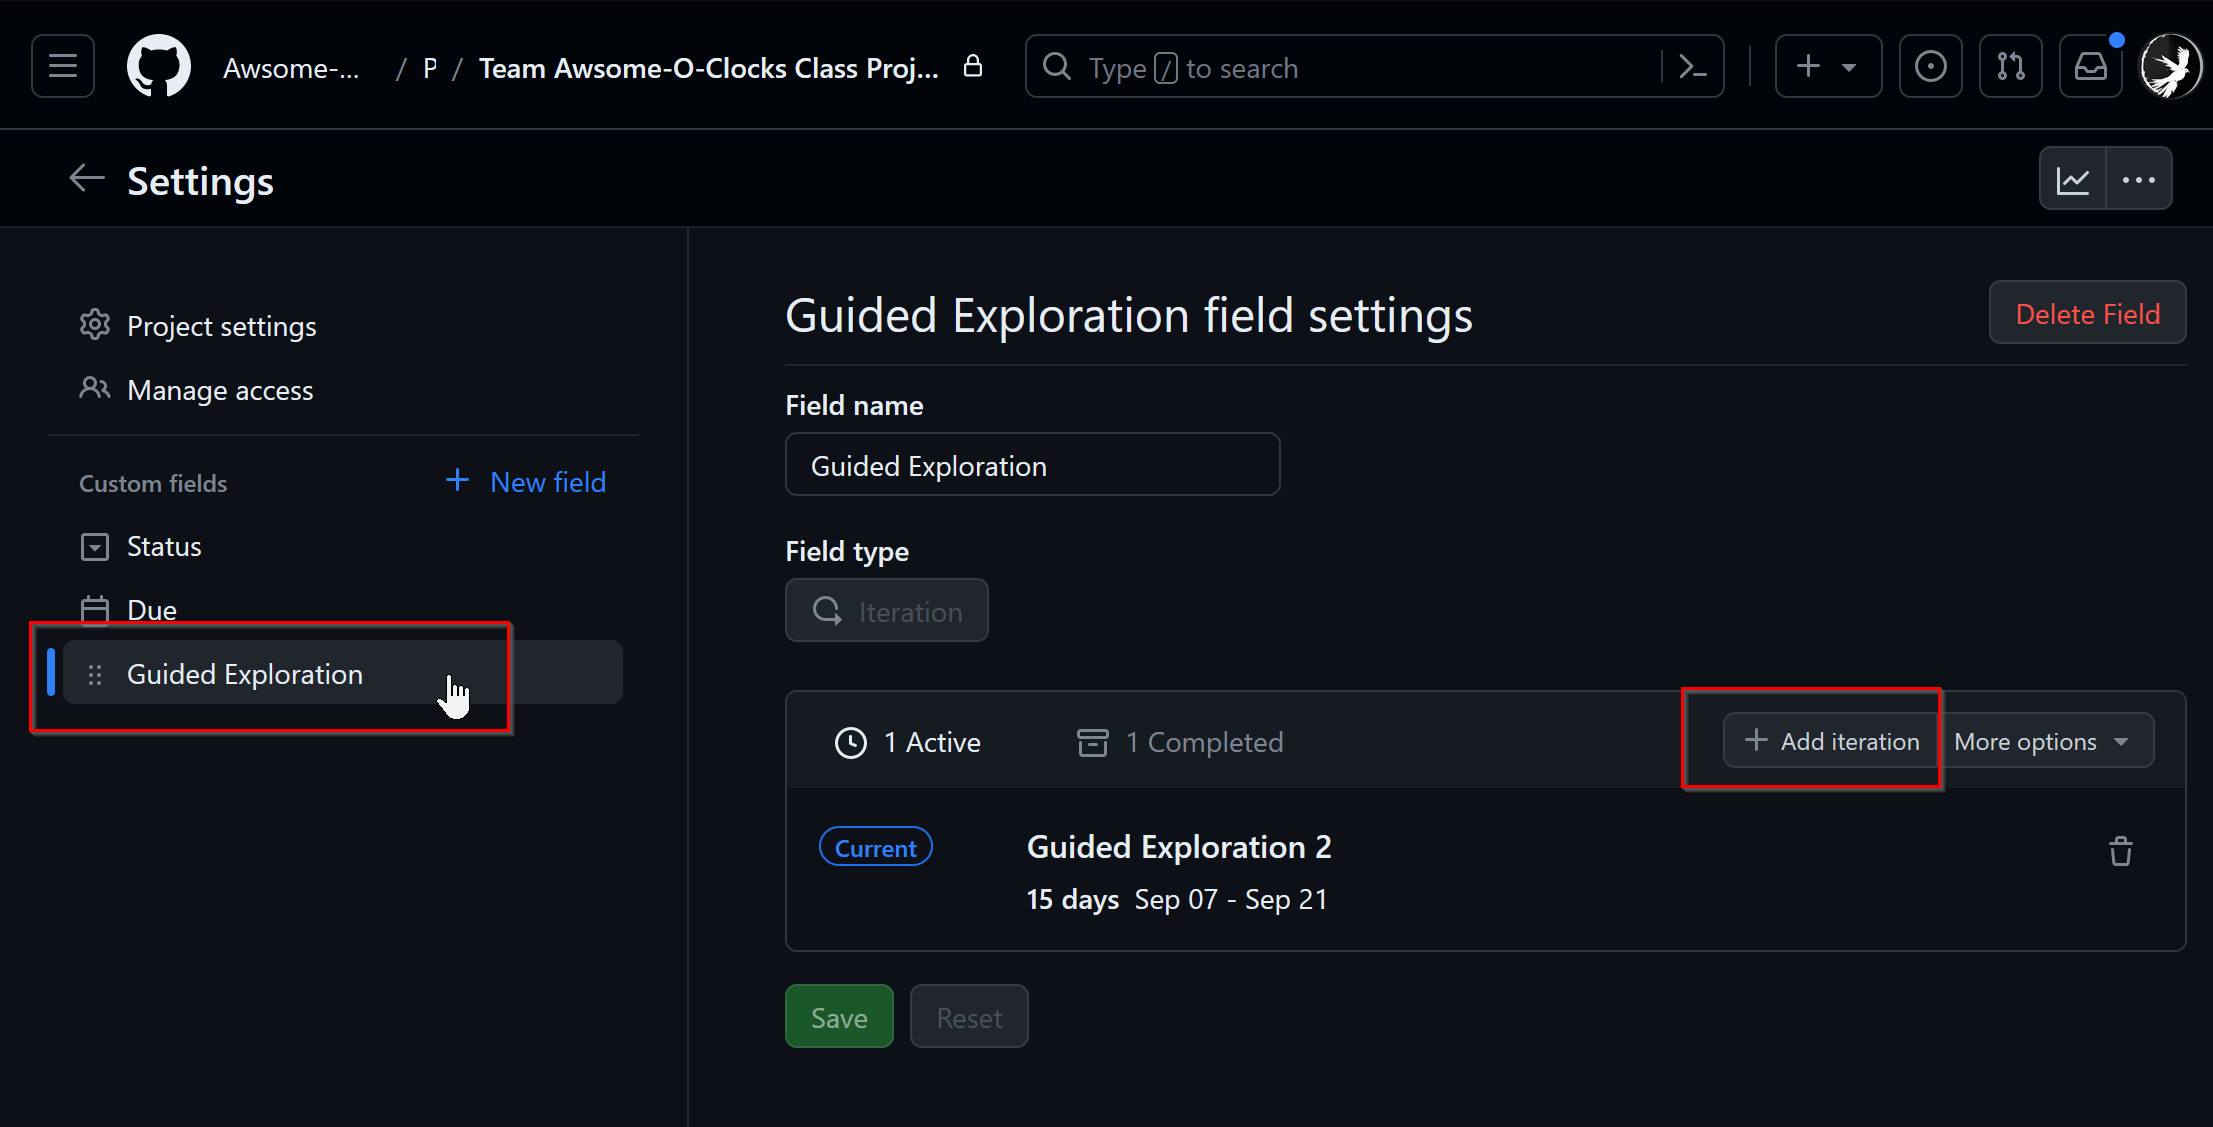 Awsome-... / P / Team Awsome-O-Clocks Class Proj... Type / to search
Settings
Project settings
Manage access
Custom fields + New field
Status
Due
Guided Exploration
Guided Exploration field settings
Delete Field
Field name
Guided Exploration
Field type
Iteration
1 Active 1 Completed + Add iteration More options
Current Guided Exploration 2
15 days Sep 07 - Sep 21
Save Reset